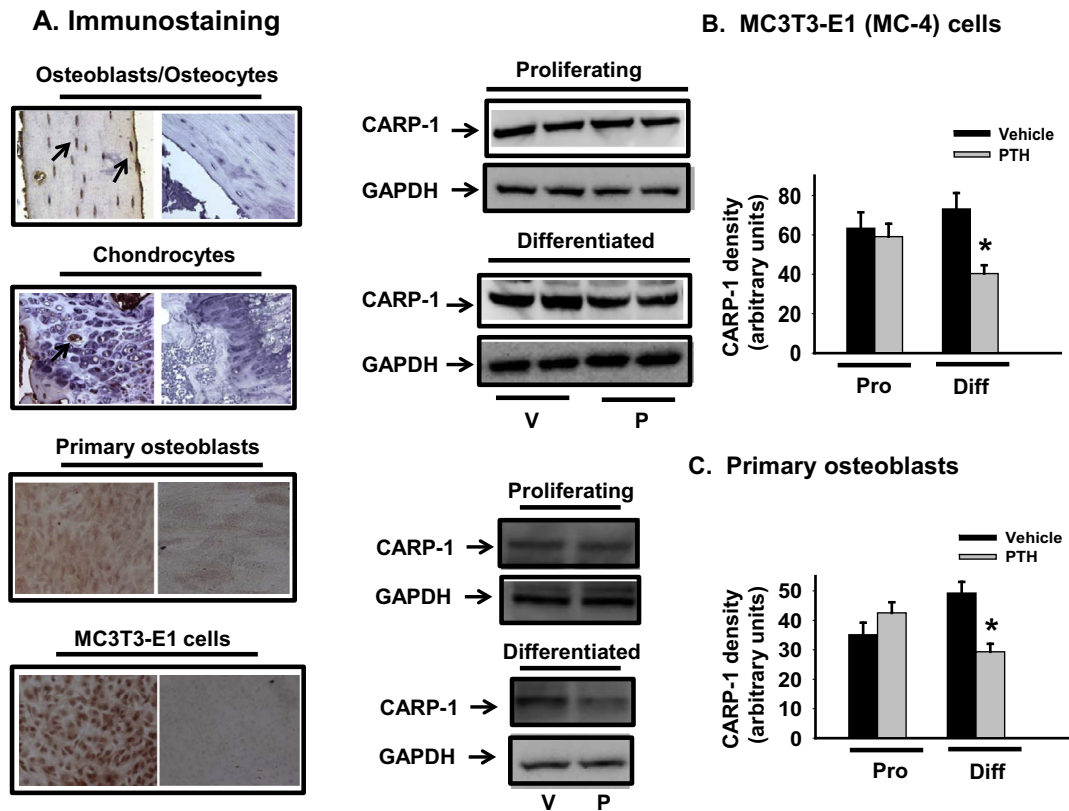 A. Immunostaining
Osteoblasts/Osteocytes
Chondrocytes
Primary osteoblasts
MC3T3-E1 cells
B. MC3T3-E1 (MC-4) cells
Proliferating
CARP-1
GAPDH
Differentiated
CARP-1
GAPDH
V P
Vehicle
PTH
CARP-1 density
(arbitrary units)
100
80
60
40
20
0
*
Pro Diff
C. Primary osteoblasts
Proliferating
CARP-1
GAPDH
Differentiated
CARP-1
GAPDH
V P
Vehicle
PTH
CARP-1 density
(arbitrary units)
50
40
30
20
10
0
*
Pro Diff